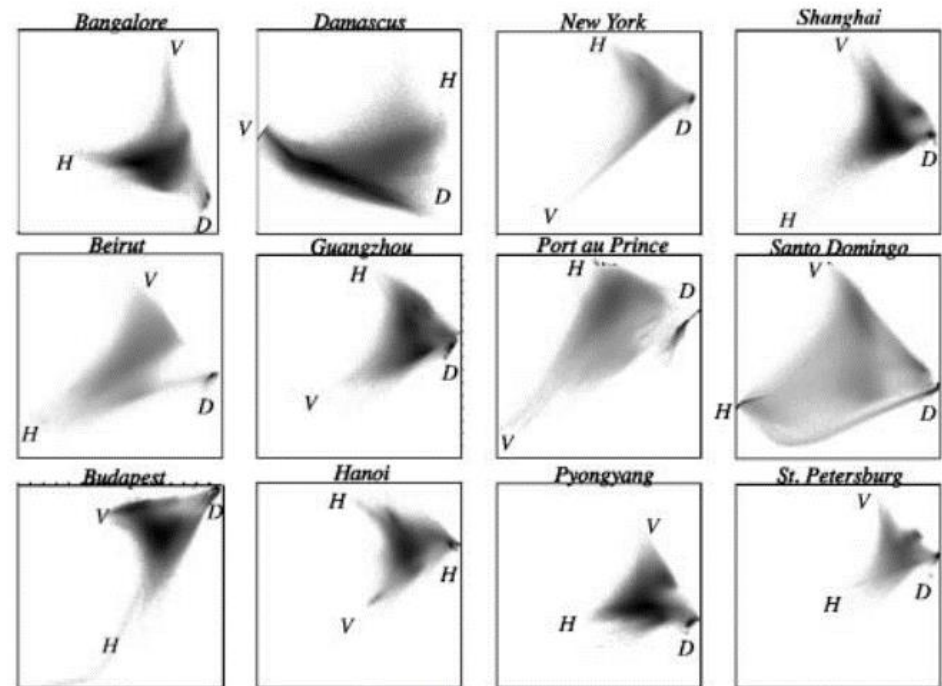 Bangalore Damascus New York Shanghai
V H V
H V H
D D D D
V H
Beirut Guangzhou Port au Prince Santo Domingo
V H H D V
H D V D V H D
Budapest Hanoi Pyongyang St. Petersburg
V D H V V
H H H D H D
V